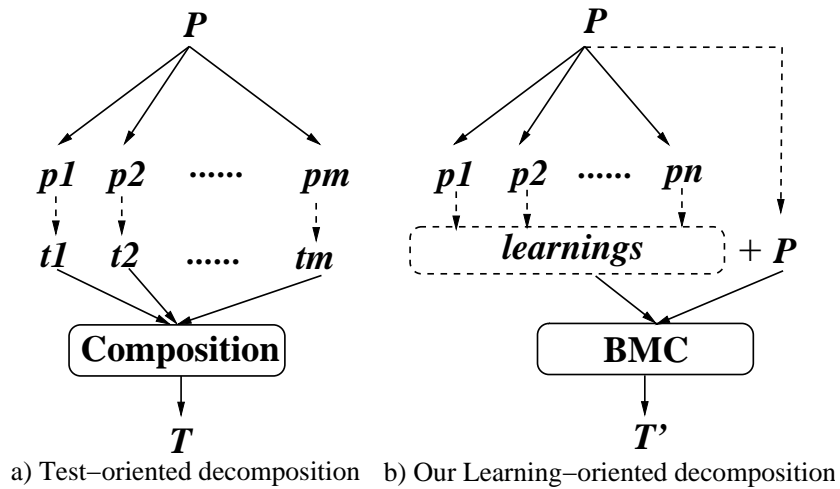 P
p1 p2 ...... pm
t1 t2 ...... tm
Composition
T
a) Test−oriented decomposition
P
p1 p2 ...... pn
learnings + P
BMC
T’
b) Our Learning−oriented decomposition